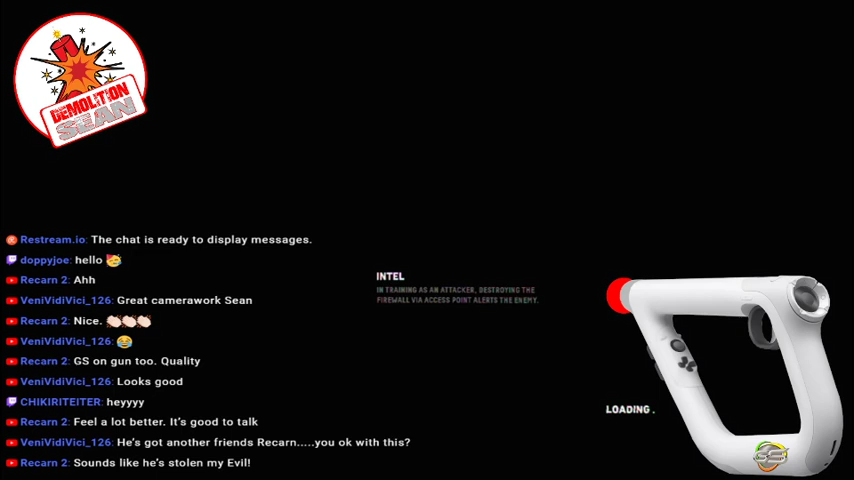 DEMOLITION
SEAN
Restream.io: The chat is ready to display messages.
doppyjoe: hello 🥳
Recarn 2: Ahh
VeniVidiVici_126: Great camerawork Sean
Recarn 2: Nice. 👏🏻👏🏻👏🏻
VeniVidiVici_126: 😂
Recarn 2: GS on gun too. Quality
VeniVidiVici_126: Looks good
CHIKIRITEITER: heyyyy
Recarn 2: Feel a lot better. It's good to talk
VeniVidiVici_126: He's got another friends Recarn.....you ok with this?
Recarn 2: Sounds like he's stolen my Evil!
INTEL
IN TRAINING AS AN ATTACKER, DESTROYING THE
FIREWALL VIA ACCESS POINT ALERTS THE ENEMY.
LOADING .